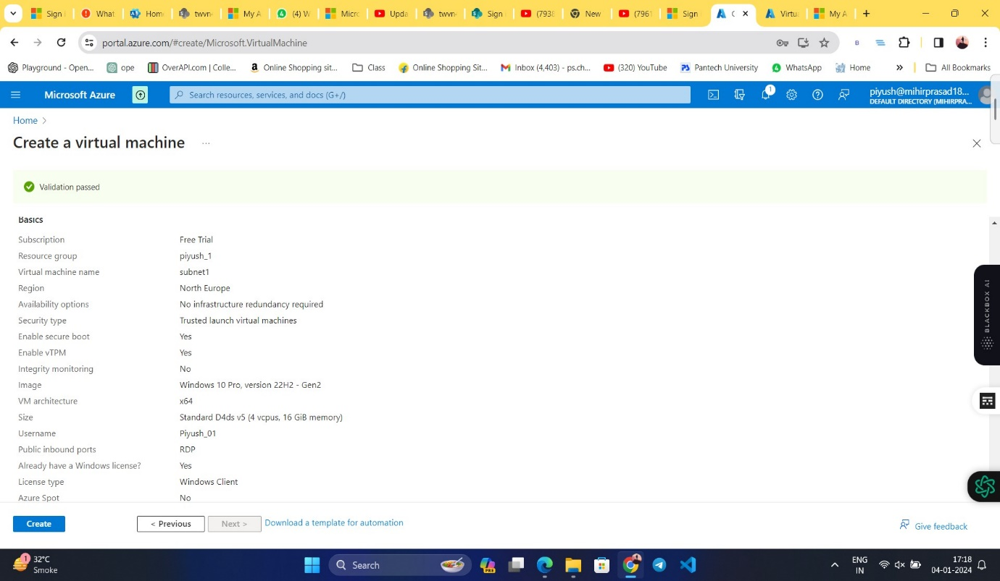 Sign i
What
Home
twvn
My A
(4) W
Micro
Upda
twvn
Sign
(7938
New
(7961
Sign
C
Virtu
My A
portal.azure.com/#create/Microsoft.VirtualMachine
Playground - Open...
ope
OverAPI.com | Colle...
Online Shopping sit...
Class
Online Shopping Sit...
Inbox (4,403) - ps.ch...
(320) YouTube
Pantech University
WhatsApp
Home
»
All Bookmarks
Microsoft Azure
Search resources, services, and docs (G+/)
1
piyush@mihirprasad18...
DEFAULT DIRECTORY (MIHIRPRA...
Home >
Create a virtual machine ...
Validation passed
Basics
Subscription Free Trial
Resource group piyush_1
Virtual machine name subnet1
Region North Europe
Availability options No infrastructure redundancy required
Security type Trusted launch virtual machines
Enable secure boot Yes
Enable vTPM Yes
Integrity monitoring No
Image Windows 10 Pro, version 22H2 - Gen2
VM architecture x64
Size Standard D4ds v5 (4 vcpus, 16 GiB memory)
Username Piyush_01
Public inbound ports RDP
Already have a Windows license? Yes
License type Windows Client
Azure Spot No
BLACKBOX AI
Create
< Previous
Next >
Download a template for automation
Give feedback
1
32°C
Smoke
Search
PRE
ENG
IN
17:18
04-01-2024